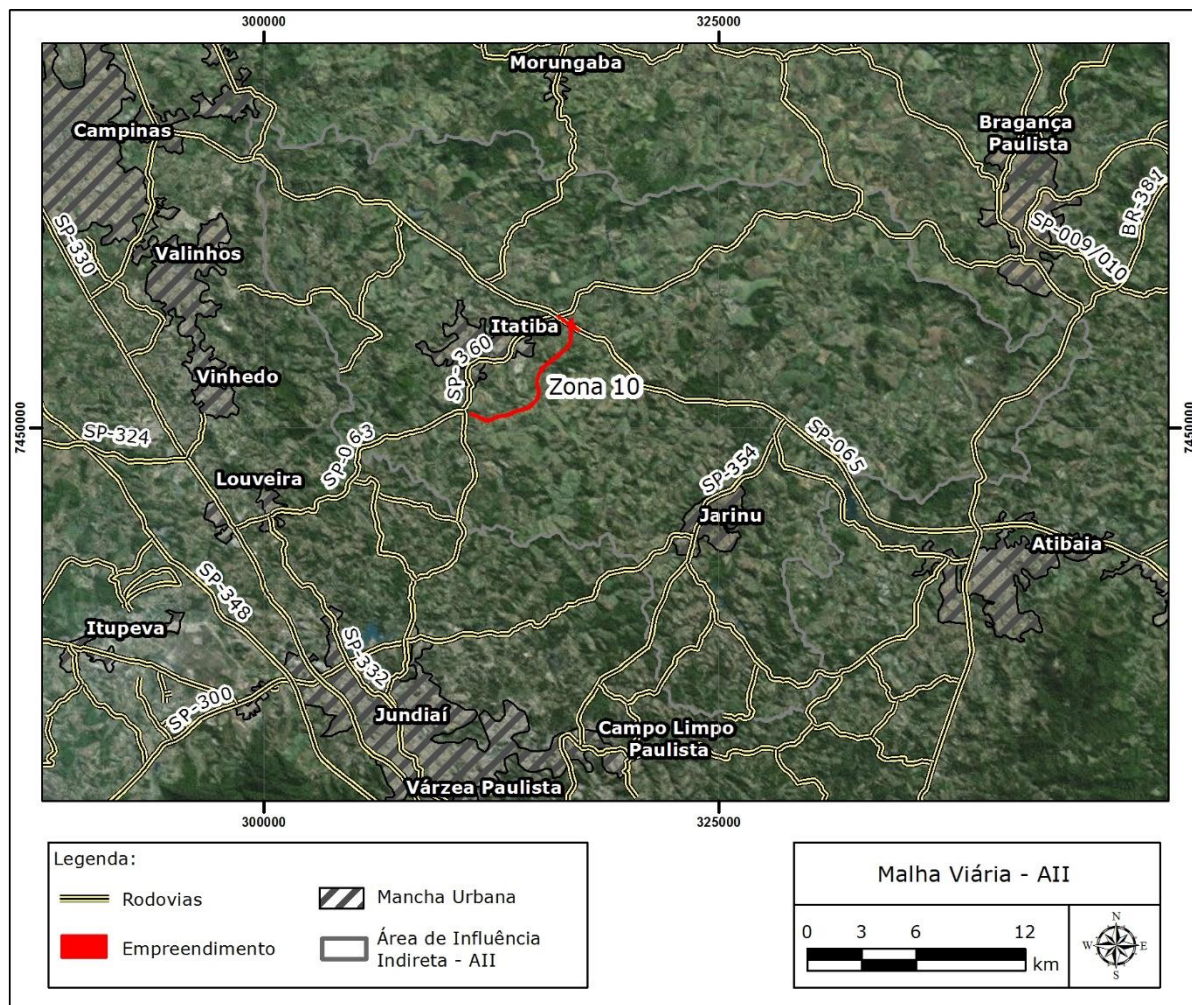 300000
325000
Morungaba
Campinas
Bragança
Paulista
BR-381
SP-330
Valinhos
SP-009/010
Itatiba
SP-360
Vinhedo
Zona 10
7450000
7450000
SP-324
SP-063
SP-065
Louveira
SP-354
Jarinu
Atibaia
SP-348
Itupeva
SP-332
SP-300
Jundiaí
Campo Limpo
Paulista
Várzea Paulista
300000
325000
Legenda:
Rodovias
Mancha Urbana
Empreendimento
Área de Influência
Indireta - AII
Malha Viária - AII
0 3 6 12
km
N
W E
S